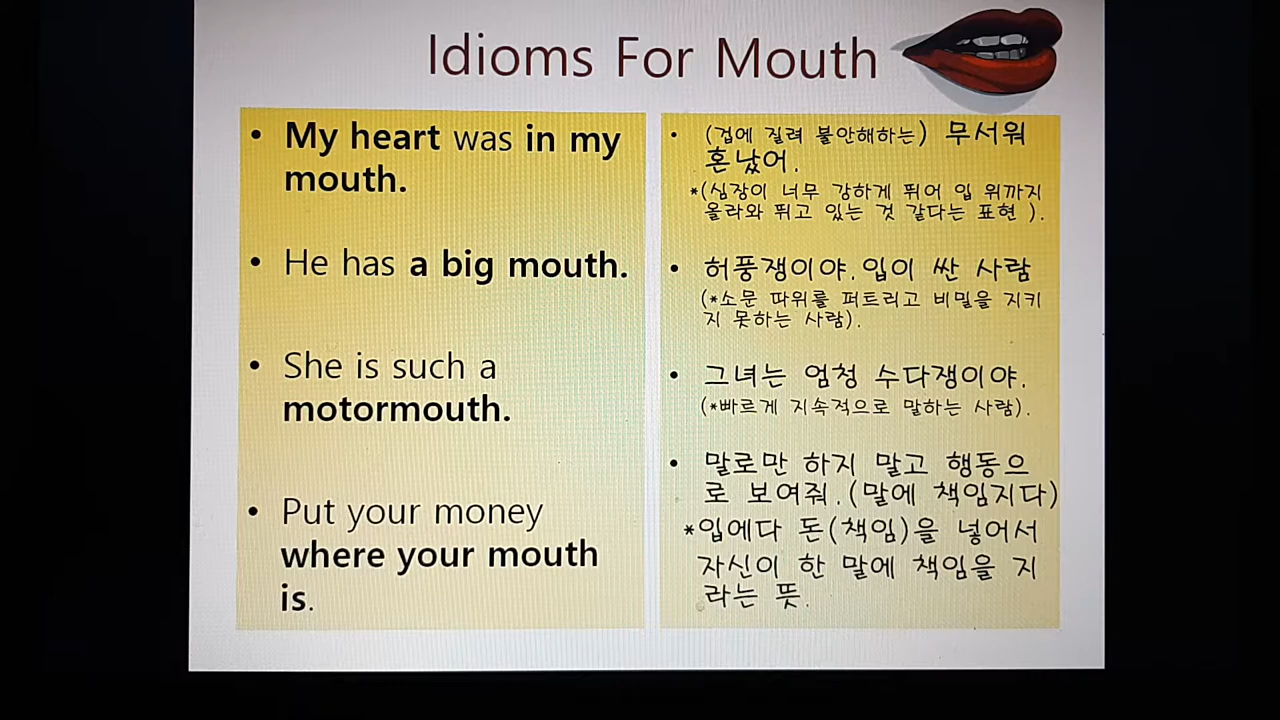 Idioms For Mouth
• My heart was in my
mouth.
• He has a big mouth.
• She is such a
motormouth.
• Put your money
where your mouth
is.
• (겁에 질려 불안해하는) 무서워
혼났어.
*(심장이 너무 강하게 뛰어 입 위까지
올라와 뛰고 있는 것 같다는 표현 ).
• 허풍쟁이야.입이 싼 사람
(*소문 따위를 퍼트리고 비밀을 지키
지 못하는 사람).
• 그녀는 엄청 수다쟁이야.
(*빠르게 지속적으로 말하는 사람).
• 말로만 하지 말고 행동으
로 보여줘.(말에 책임지다)
*입에다 돈(책임)을 넣어서
자신이 한 말에 책임을 지
라는 뜻.